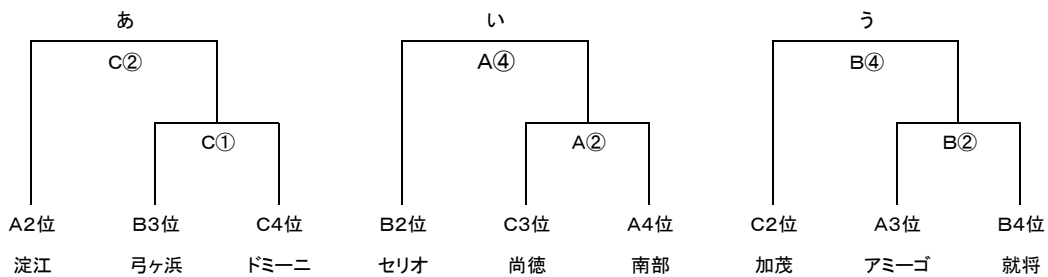 あ い う
C② A④ B④
C① A② B②
A2位 B3位 C4位 B2位 C3位 A4位 C2位 A3位 B4位
淀江 弓ヶ浜 ドミーニ セリオ 尚徳 南部 加茂 アミーゴ 就将